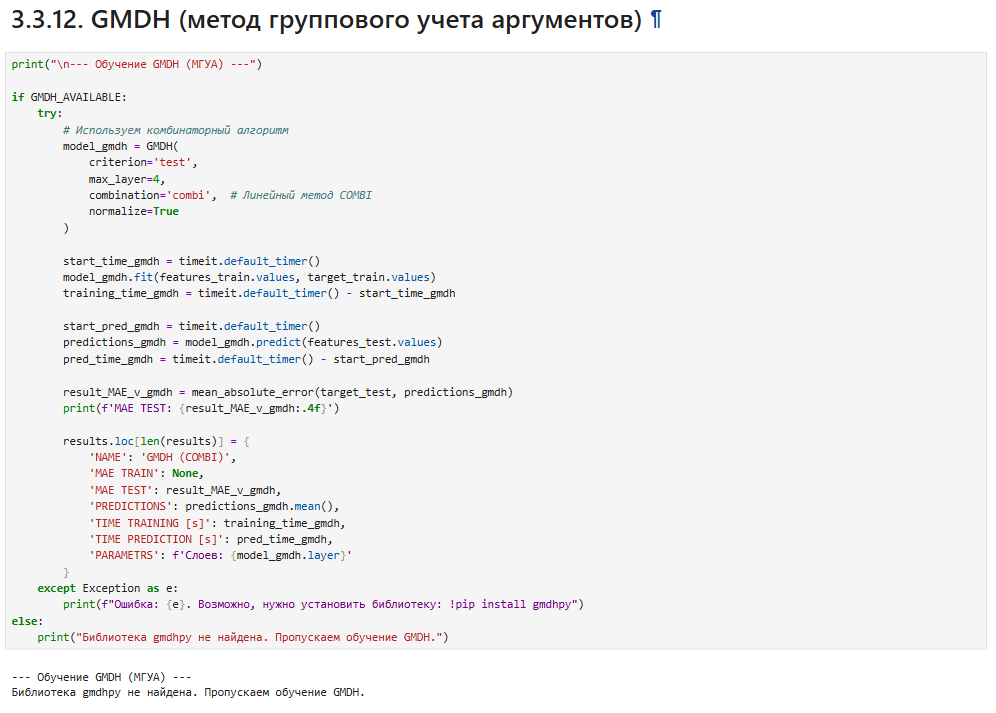 3.3.12. GMDH (метод группового учета аргументов) ¶
print("\n--- Обучение GMDH (МГУА) ---")
if GMDH_AVAILABLE:
    try:
        # Используем комбинаторный алгоритм
        model_gmdh = GMDH(
            criterion='test',
            max_layer=4,
            combination='combi',  # Линейный метод COMBI
            normalize=True
        )
        start_time_gmdh = timeit.default_timer()
        model_gmdh.fit(features_train.values, target_train.values)
        training_time_gmdh = timeit.default_timer() - start_time_gmdh
        start_pred_gmdh = timeit.default_timer()
        predictions_gmdh = model_gmdh.predict(features_test.values)
        pred_time_gmdh = timeit.default_timer() - start_pred_gmdh
        result_MAE_v_gmdh = mean_absolute_error(target_test, predictions_gmdh)
        print(f'MAE TEST: {result_MAE_v_gmdh:.4f}')
        results.loc[len(results)] = {
            'NAME': 'GMDH (COMBI)',
            'MAE TRAIN': None,
            'MAE TEST': result_MAE_v_gmdh,
            'PREDICTIONS': predictions_gmdh.mean(),
            'TIME TRAINING [s]': training_time_gmdh,
            'TIME PREDICTION [s]': pred_time_gmdh,
            'PARAMETRS': f'Слоев: {model_gmdh.layer}'
        }
    except Exception as e:
        print(f"Ошибка: {e}. Возможно, нужно установить библиотеку: !pip install gmdhpy")
else:
    print("Библиотека gmdhpy не найдена. Пропускаем обучение GMDH.")
--- Обучение GMDH (МГУА) ---
Библиотека gmdhpy не найдена. Пропускаем обучение GMDH.